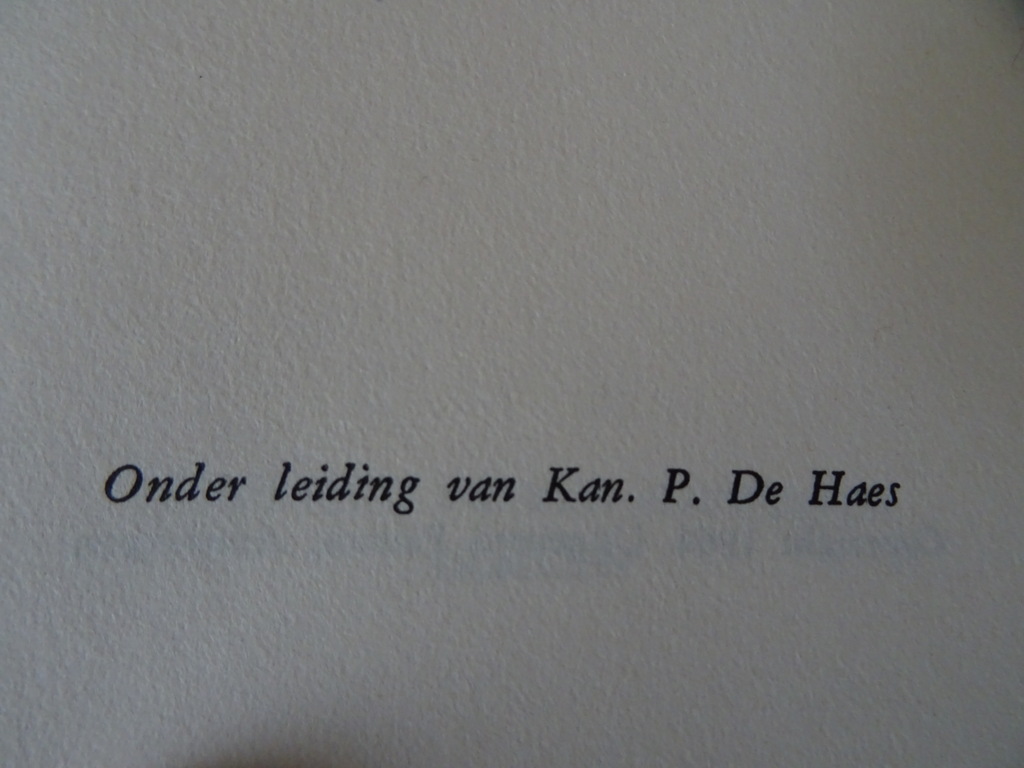 Onder leiding van Kan. P. De Haes